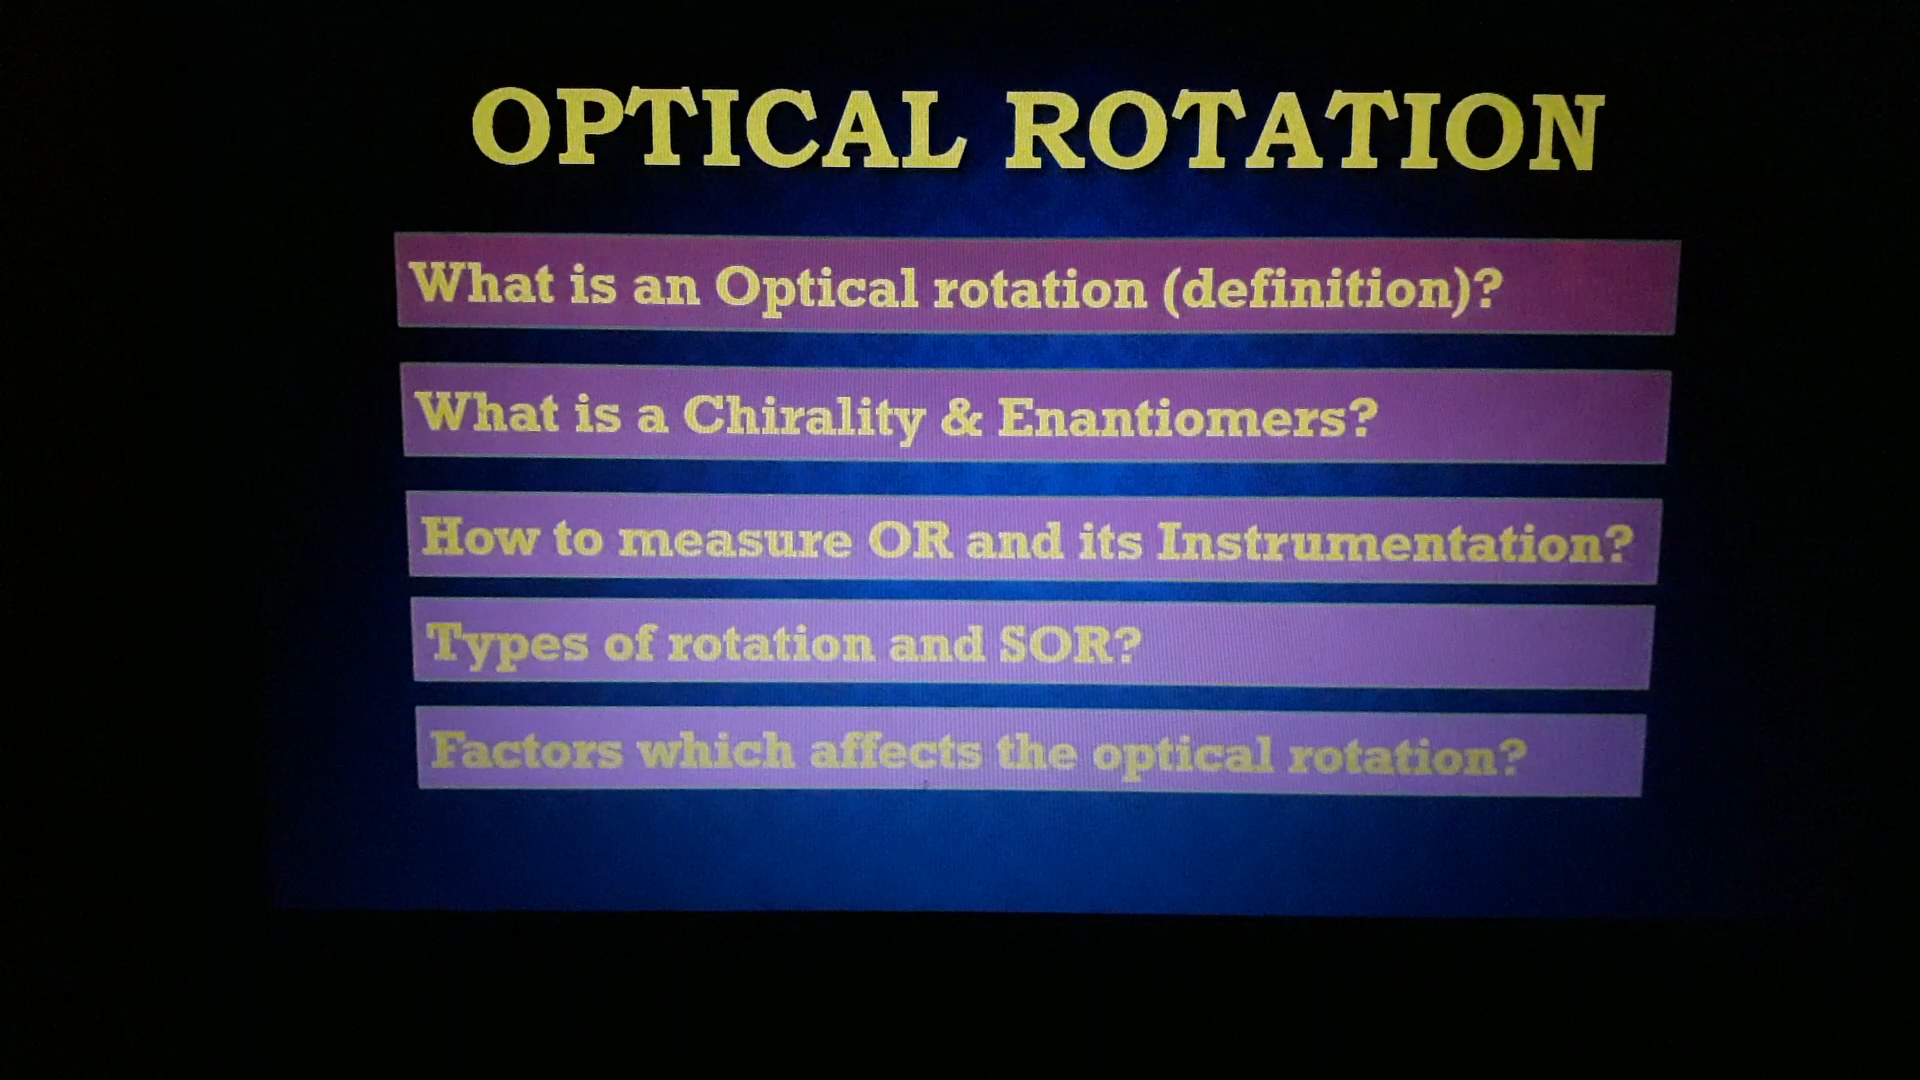 OPTICAL ROTATION
What is an Optical rotation (definition)?
What is a Chirality & Enantiomers?
How to measure OR and its Instrumentation?
Types of rotation and SOR?
Factors which affects the optical rotation?